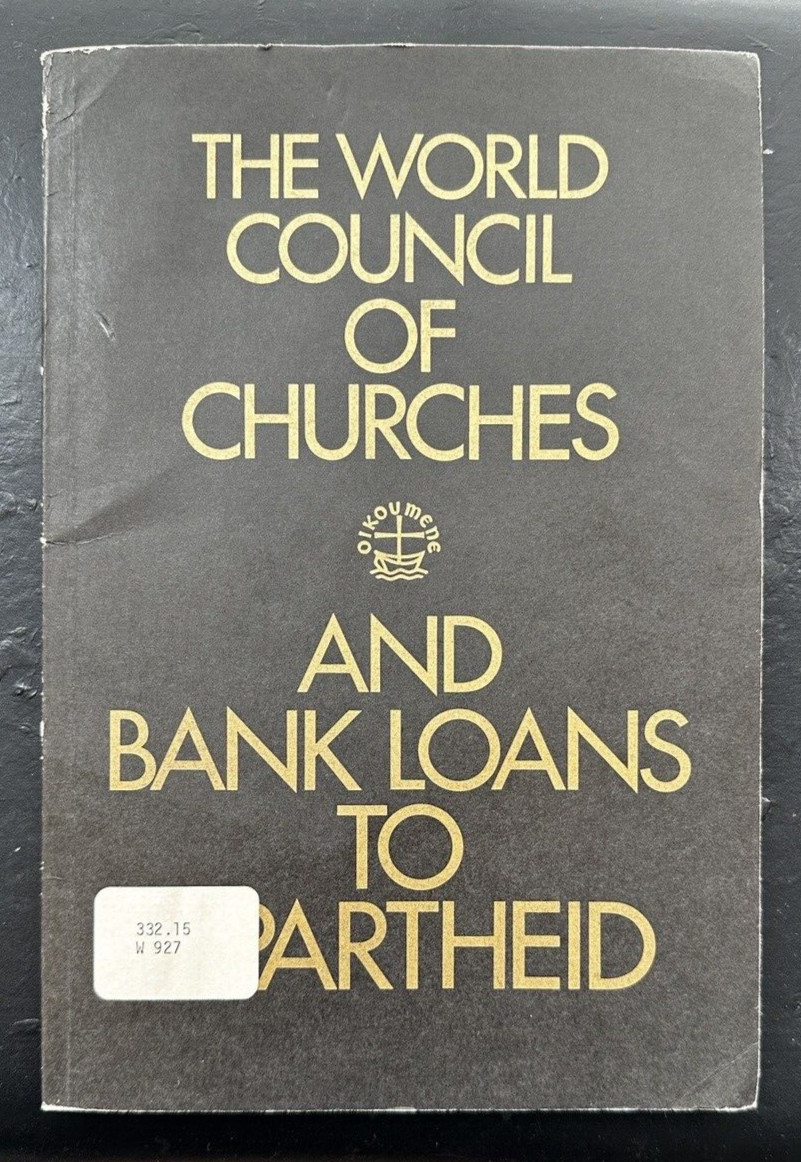 THE WORLD
COUNCIL
OF
CHURCHES
OIKOUMENE
AND
BANK LOANS
TO
PARTHEID
332.15
W 927